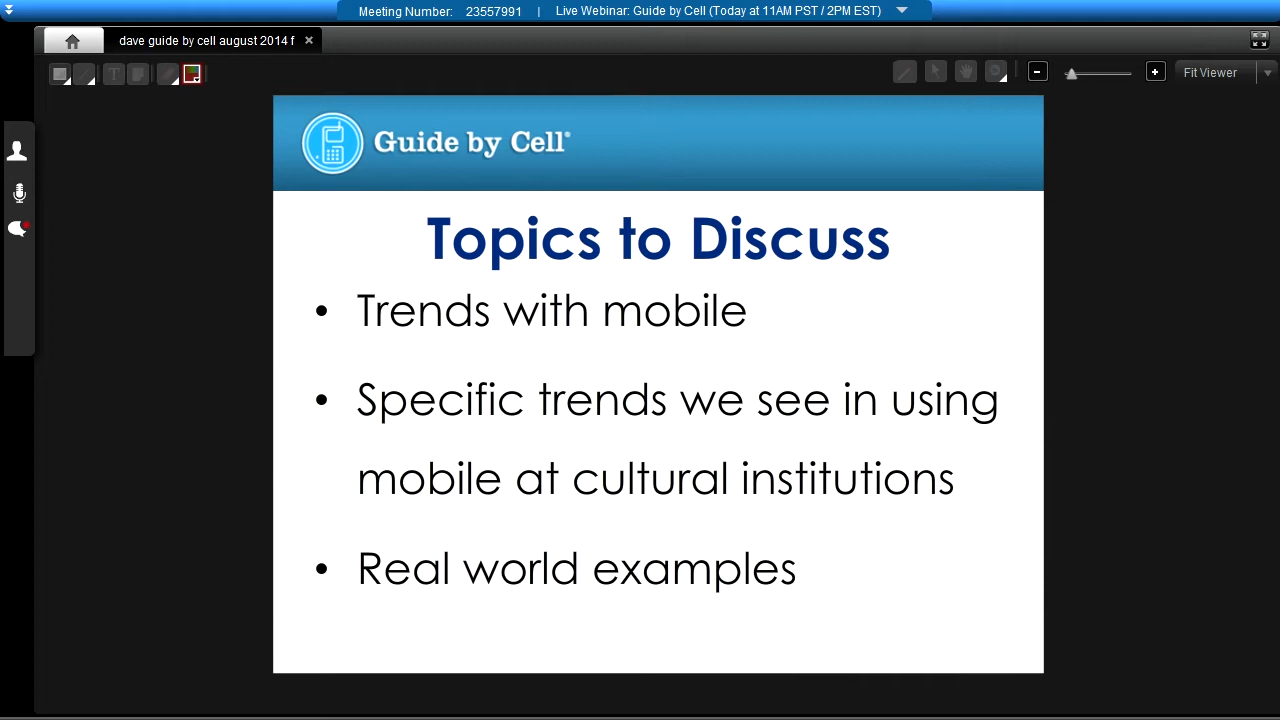 Meeting Number: 23557991 | Live Webinar: Guide by Cell (Today at 11AM PST / 2PM EST)
dave guide by cell august 2014 f
Fit Viewer
Guide by Cell®
Topics to Discuss
• Trends with mobile
• Specific trends we see in using
mobile at cultural institutions
• Real world examples